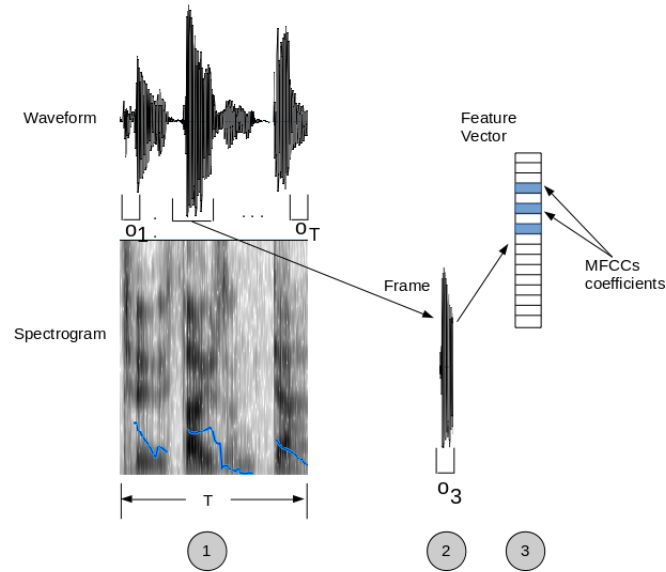 Waveform
Feature
Vector
o1
. . .
oT
MFCCs
coefficients
Frame
Spectrogram
o3
T
1
2
3